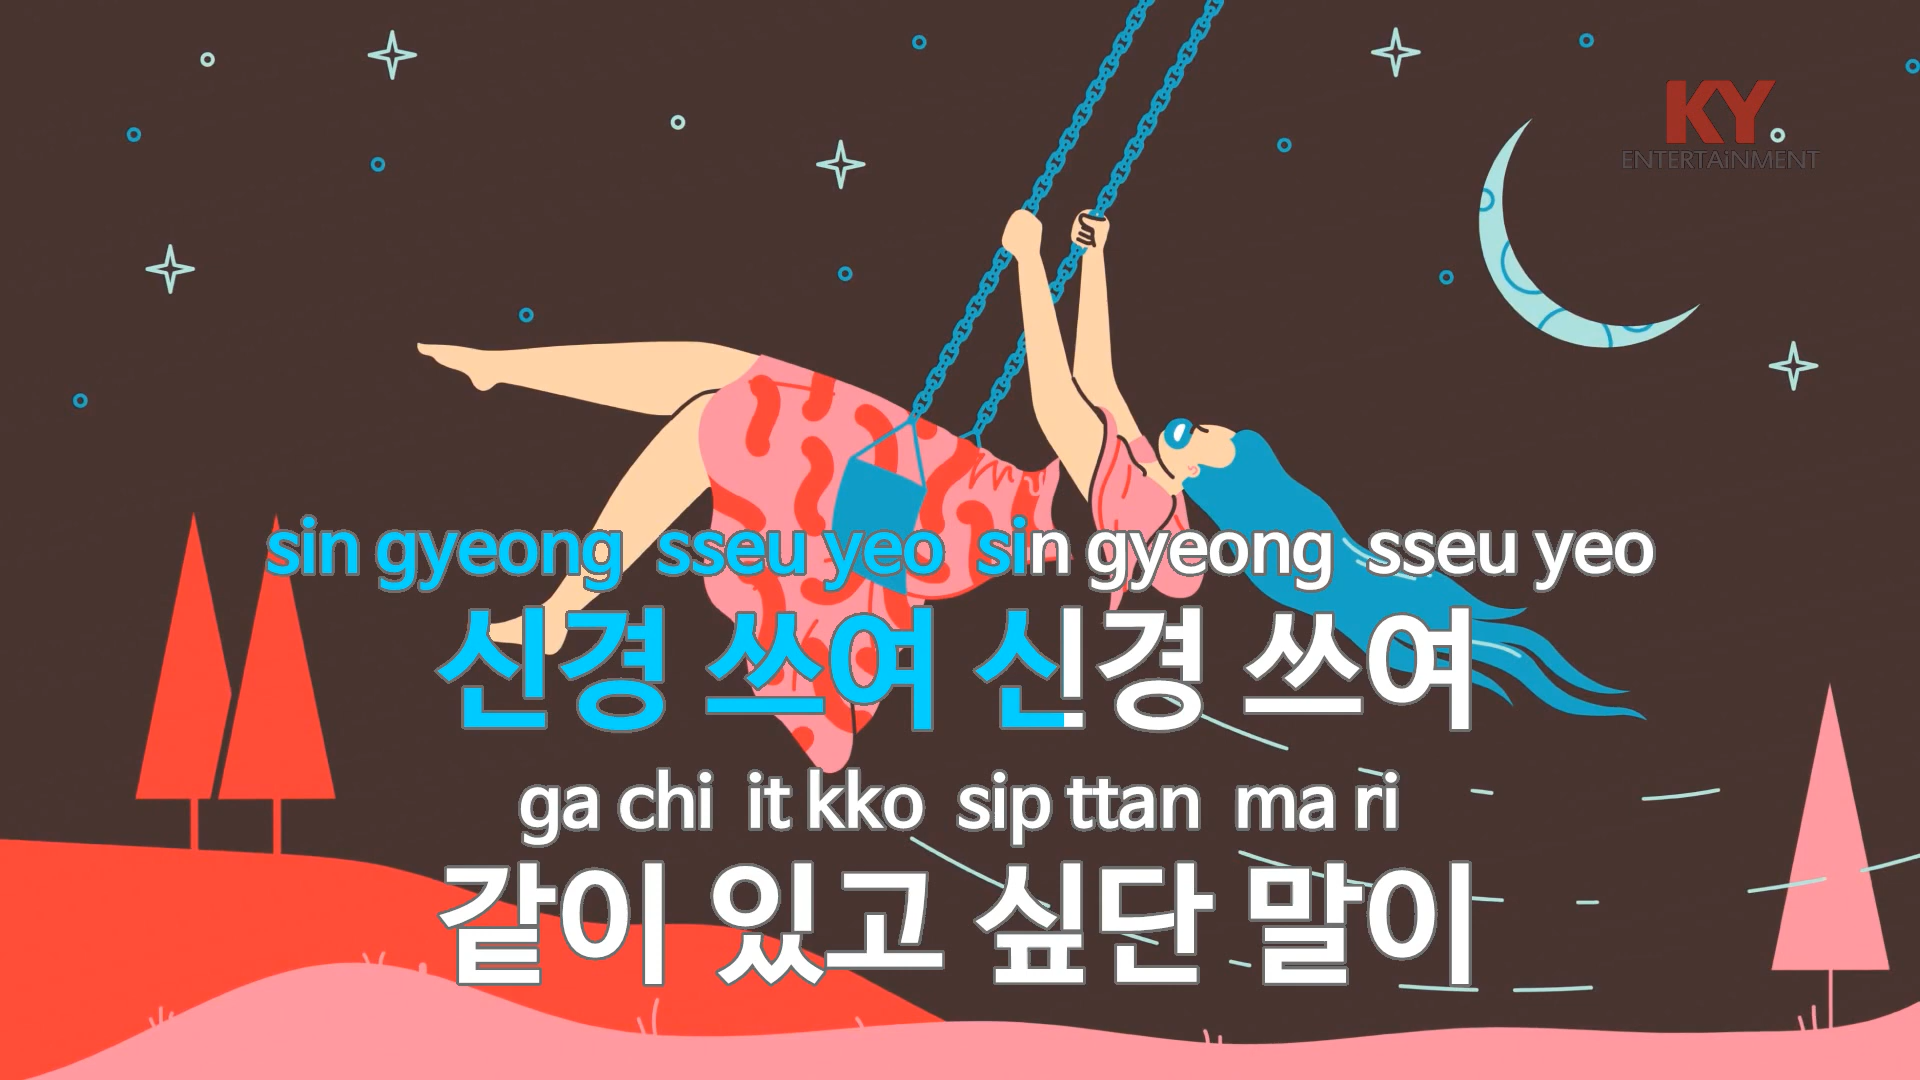 KY
ENTERTAiNMENT
sin gyeong sseu yeo sin gyeong sseu yeo
신경 쓰여 신경 쓰여
ga chi it kko sip ttan ma ri
같이 있고 싶단 말이